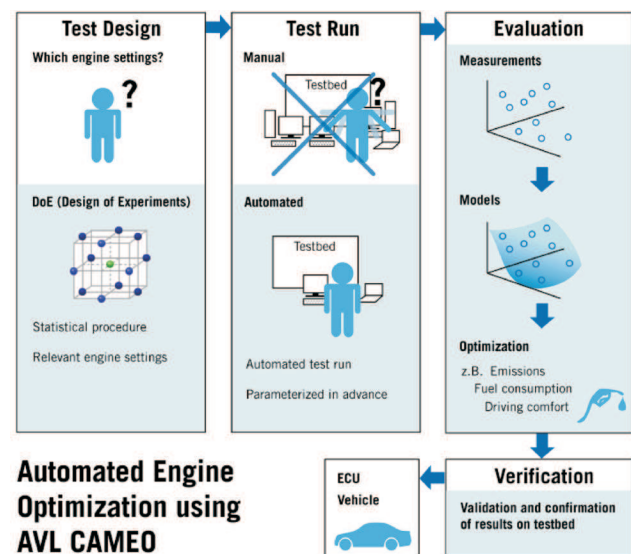 Test Design
Which engine settings?
?
DoE (Design of Experiments)
Statistical procedure
Relevant engine settings
Test Run
Manual
Testbed
?
Automated
Testbed
Automated test run
Parameterized in advance
Evaluation
Measurements
Models
Optimization
z.B. Emissions
Fuel consumption
Driving comfort
Verification
Validation and confirmation
of results on testbed
ECU
Vehicle
Automated Engine
Optimization using
AVL CAMEO